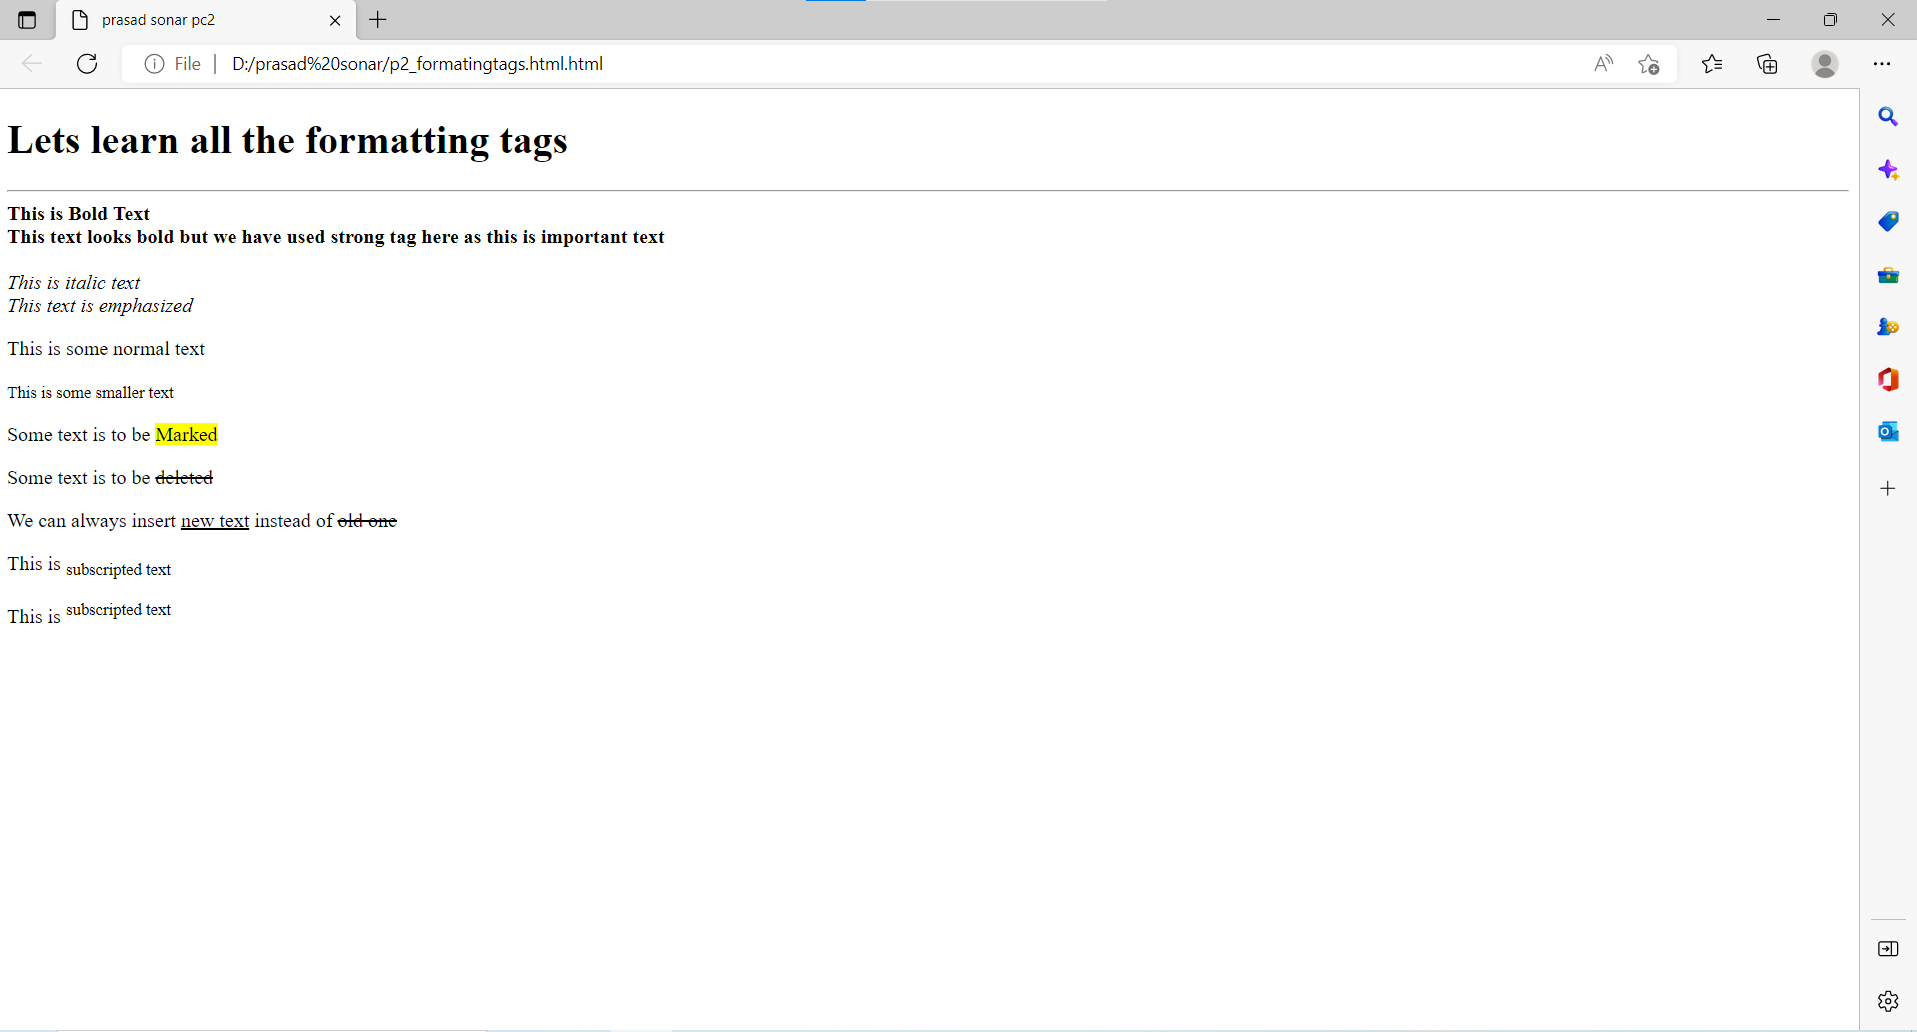 prasad sonar pc2
File D:/prasad%20sonar/p2_formatingtags.html.html
Lets learn all the formatting tags
This is Bold Text
This text looks bold but we have used strong tag here as this is important text
This is italic text
This text is emphasized
This is some normal text
This is some smaller text
Some text is to be Marked
Some text is to be deleted
We can always insert new text instead of old one
This is subscripted text
This is subscripted text